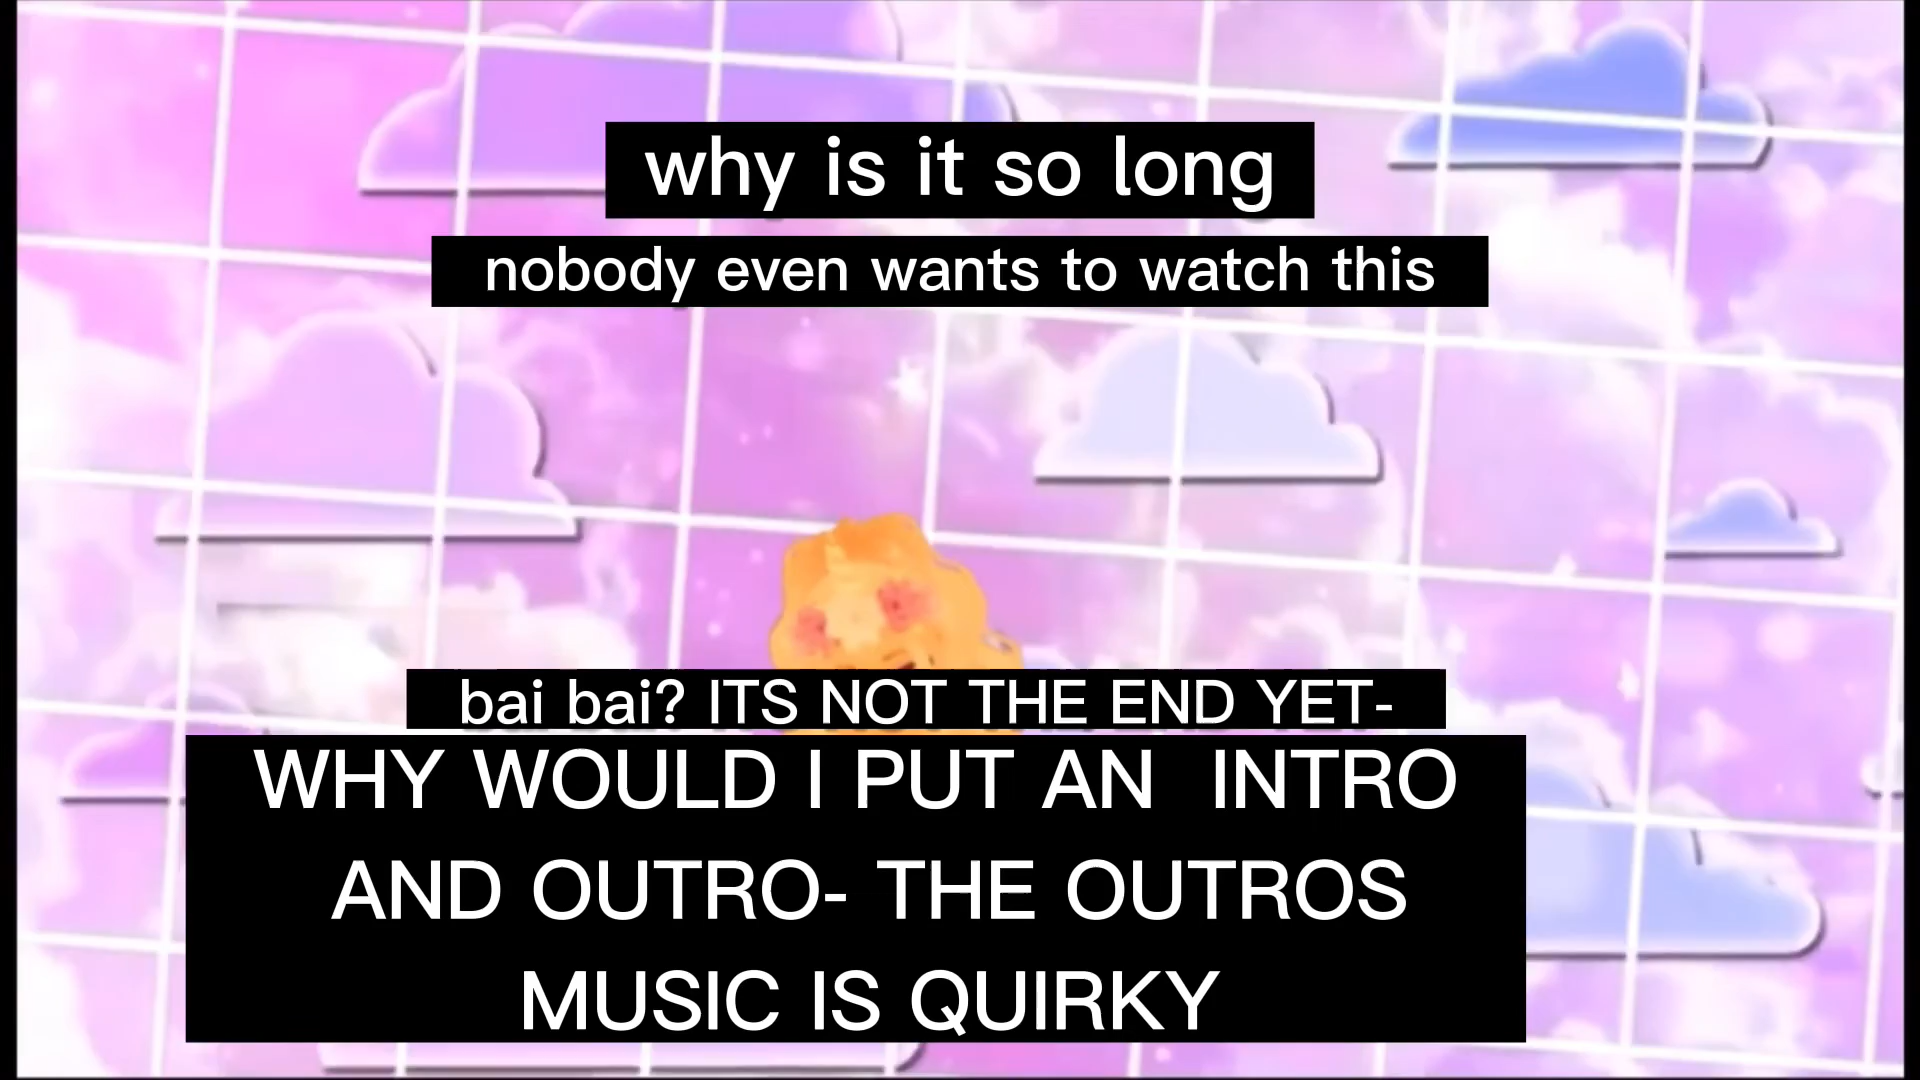 why is it so long
nobody even wants to watch this
bai bai? ITS NOT THE END YET-
WHY WOULD I PUT AN  INTRO
AND OUTRO- THE OUTROS
MUSIC IS QUIRKY